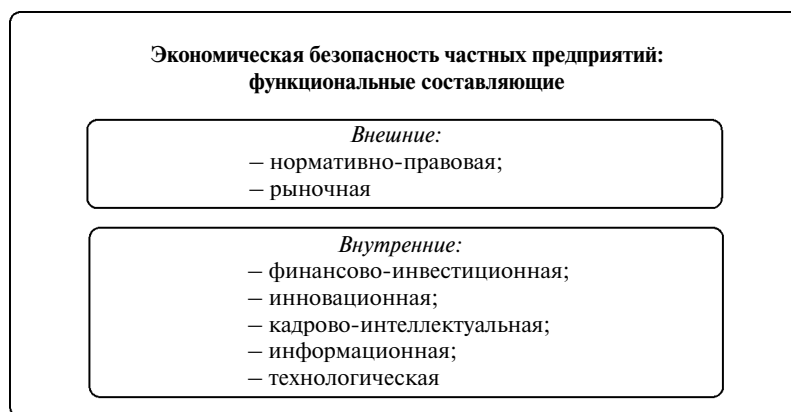 Экономическая безопасность частных предприятий:
функциональные составляющие
Внешние:
– нормативно-правовая;
– рыночная
Внутренние:
– финансово-инвестиционная;
– инновационная;
– кадрово-интеллектуальная;
– информационная;
– технологическая